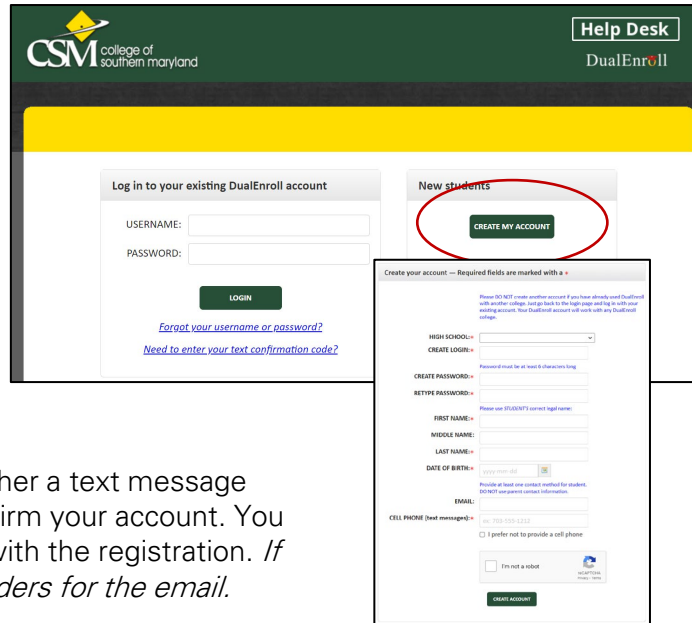 CSM college of
southern maryland
Help Desk
DualEnroll
Log in to your existing DualEnroll account
USERNAME:
PASSWORD:
LOGIN
Forgot your username or password?
Need to enter your text confirmation code?
New students
CREATE MY ACCOUNT
Create your account — Required fields are marked with a *
Please DO NOT create another account if you have already used DualEnroll
with another college. Just go back to the login page and log in with your
existing account. Your DualEnroll account will work with any DualEnroll
college.
HIGH SCHOOL:*
CREATE LOGIN:*
Password must be at least 8 characters long
CREATE PASSWORD:*
RETYPE PASSWORD:*
Please use STUDENT'S correct legal name:
FIRST NAME:*
MIDDLE NAME:
LAST NAME:*
DATE OF BIRTH:*
yyyy-mm-dd
Provide at least one contact method for student.
DO NOT use parent contact information.
EMAIL:
CELL PHONE (text messages):*
ex: 703-555-1212
I prefer not to provide a cell phone
I'm not a robot
reCAPTCHA
Privacy - Terms
CREATE ACCOUNT
her a text message
irm your account. You
with the registration. If
ders for the email.